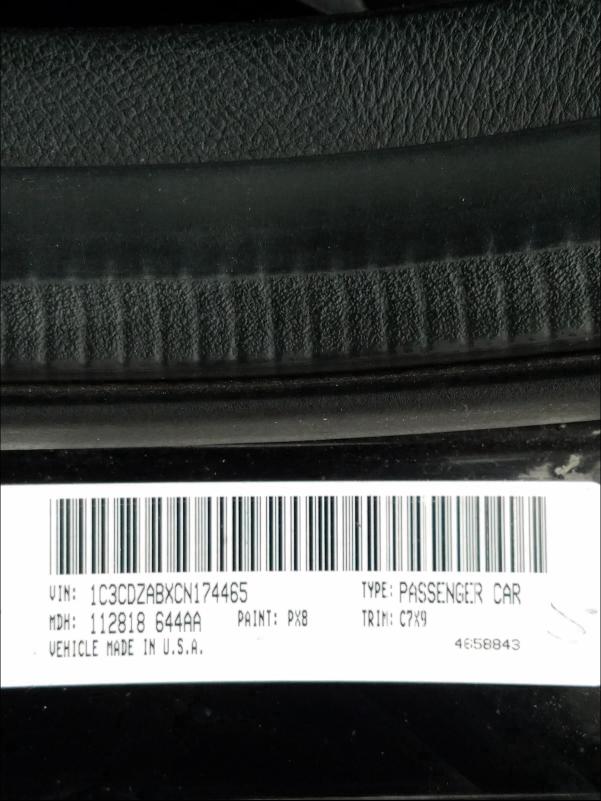 VIN: 1C3CDZABXCN174465 TYPE: PASSENGER CAR
MDH: 112818 644AA PAINT: PX8 TRIM: C7X9
VEHICLE MADE IN U.S.A. 4658843